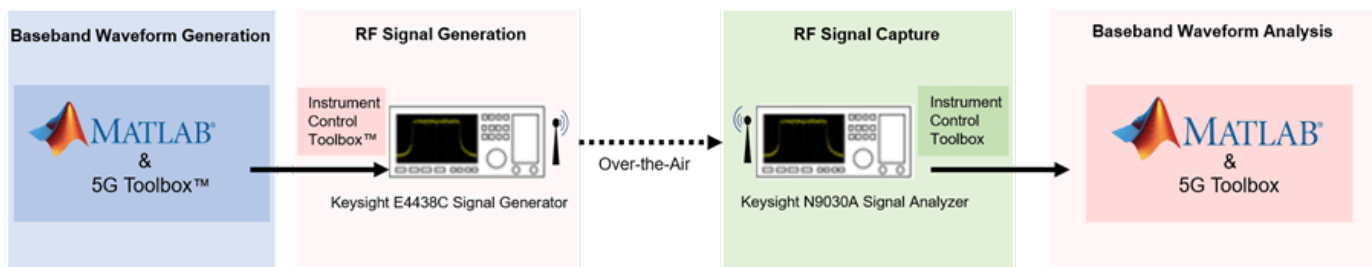 Baseband Waveform Generation
MATLAB®
&
5G Toolbox™
RF Signal Generation
Instrument
Control
Toolbox™
Keysight E4438C Signal Generator
Over-the-Air
RF Signal Capture
Instrument
Control
Toolbox
Keysight N9030A Signal Analyzer
Baseband Waveform Analysis
MATLAB®
&
5G Toolbox